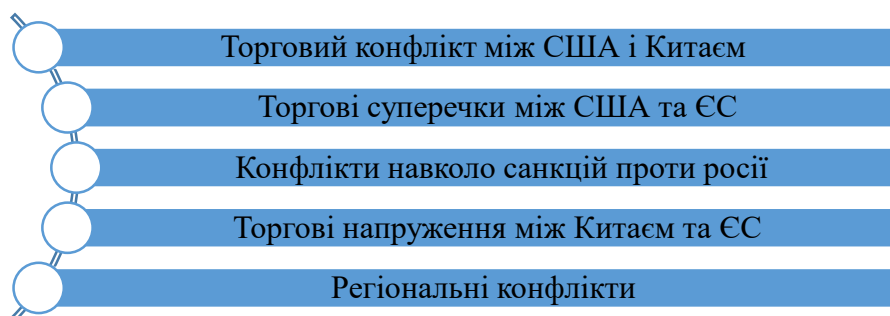 Торговий конфлікт між США і Китаєм
Торгові суперечки між США та ЄС
Конфлікти навколо санкцій проти росії
Торгові напруження між Китаєм та ЄС
Регіональні конфлікти